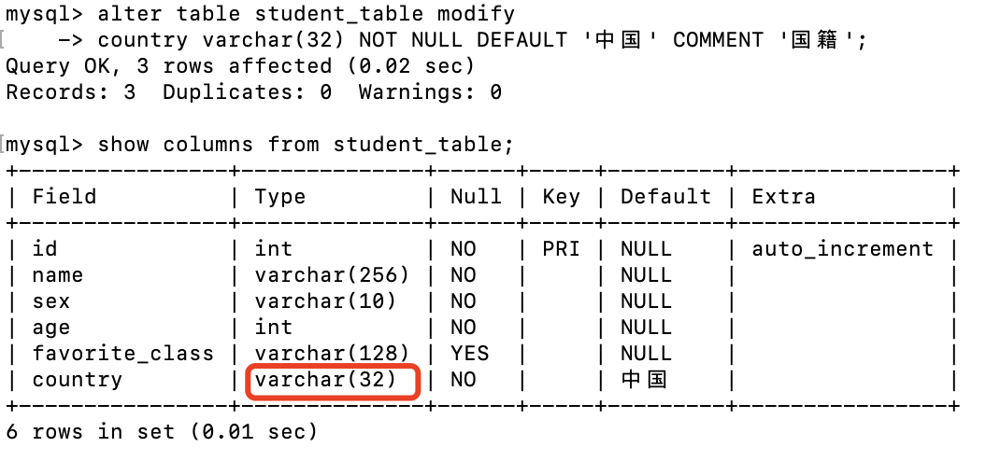 mysql> alter table student_table modify
    -> country varchar(32) NOT NULL DEFAULT '中国' COMMENT '国籍';
Query OK, 3 rows affected (0.02 sec)
Records: 3  Duplicates: 0  Warnings: 0

mysql> show columns from student_table;
+----------------+--------------+------+-----+---------+----------------+
| Field          | Type         | Null | Key | Default | Extra          |
+----------------+--------------+------+-----+---------+----------------+
| id             | int          | NO   | PRI | NULL    | auto_increment |
| name           | varchar(256) | NO   |     | NULL    |                |
| sex            | varchar(10)  | NO   |     | NULL    |                |
| age            | int          | NO   |     | NULL    |                |
| favorite_class | varchar(128) | YES  |     | NULL    |                |
| country        | varchar(32)  | NO   |     | 中国    |                |
+----------------+--------------+------+-----+---------+----------------+
6 rows in set (0.01 sec)